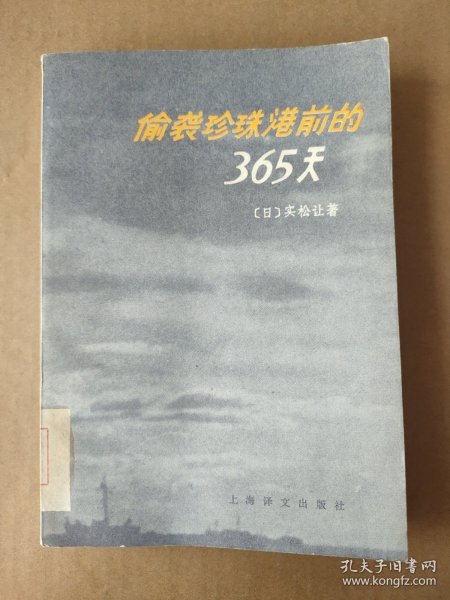 偷袭珍珠港前的
365天
〔日〕实松让著
上海译文出版社
孔夫子旧书网
www.kongfz.com